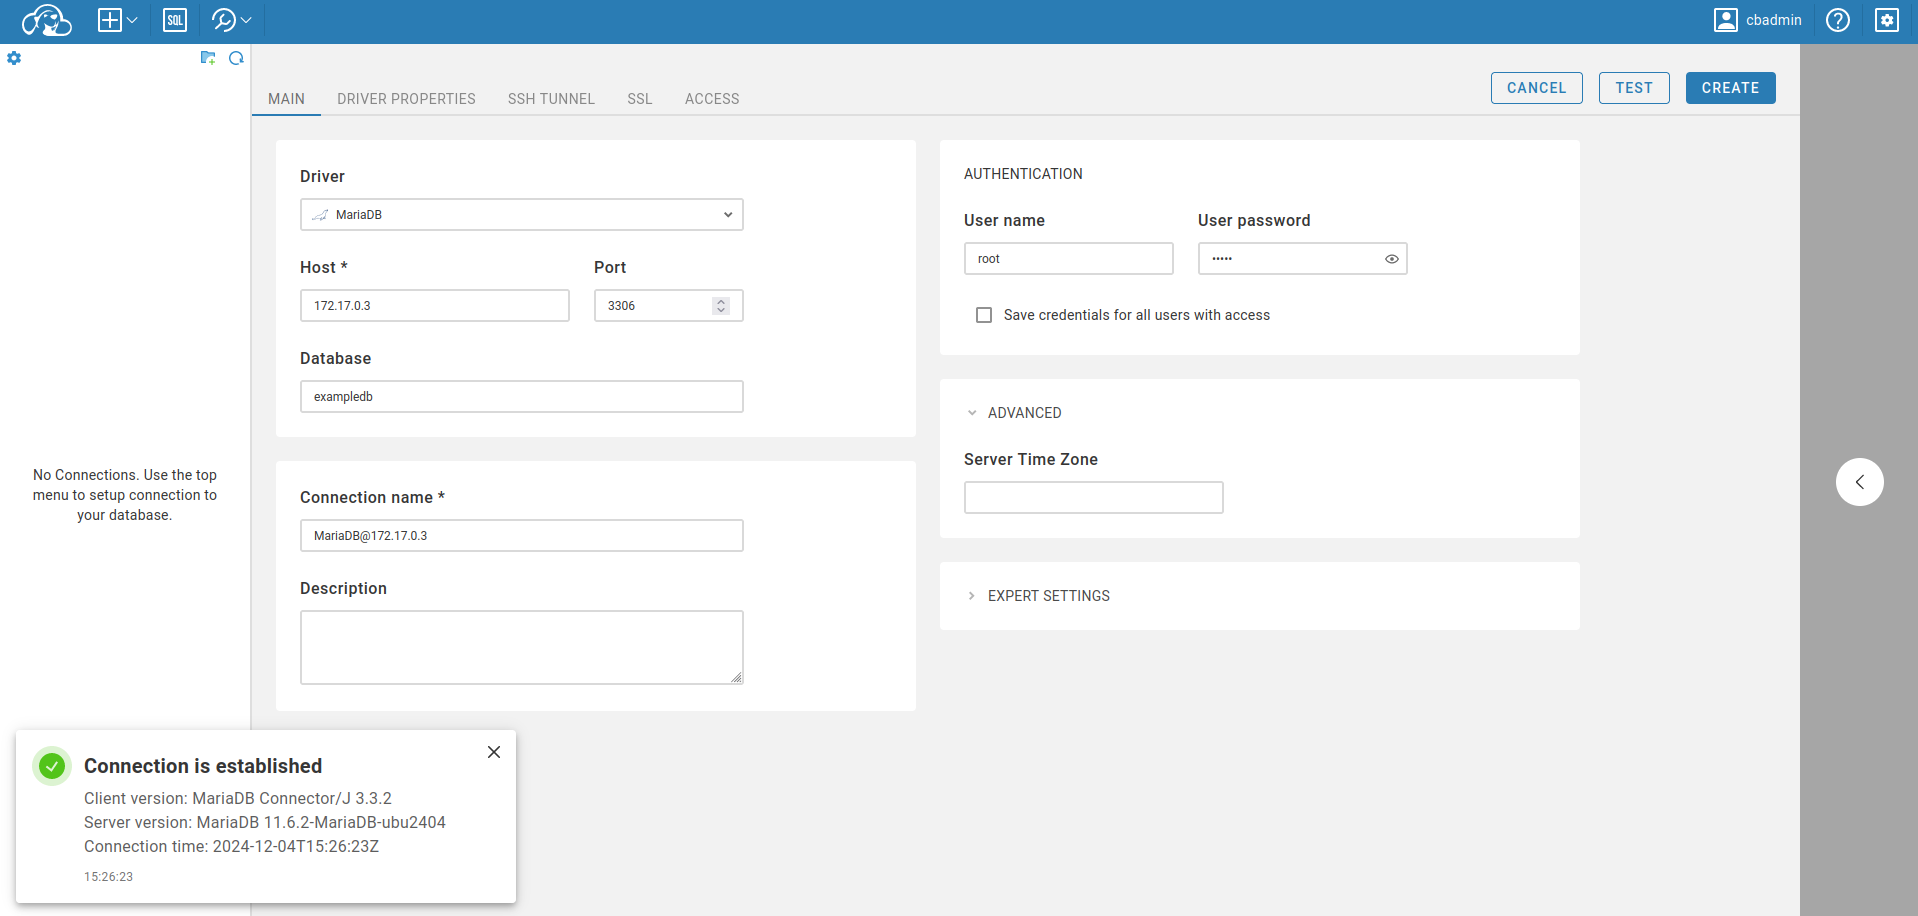 SQL
cbadmin
MAIN
DRIVER PROPERTIES
SSH TUNNEL
SSL
ACCESS
CANCEL
TEST
CREATE
Driver
MariaDB
Host *
Port
172.17.0.3
3306
Database
exampledb
Connection name *
MariaDB@172.17.0.3
Description
AUTHENTICATION
User name
User password
root
•••••
Save credentials for all users with access
ADVANCED
Server Time Zone
EXPERT SETTINGS
No Connections. Use the top
menu to setup connection to
your database.
Connection is established
Client version: MariaDB Connector/J 3.3.2
Server version: MariaDB 11.6.2-MariaDB-ubu2404
Connection time: 2024-12-04T15:26:23Z
15:26:23